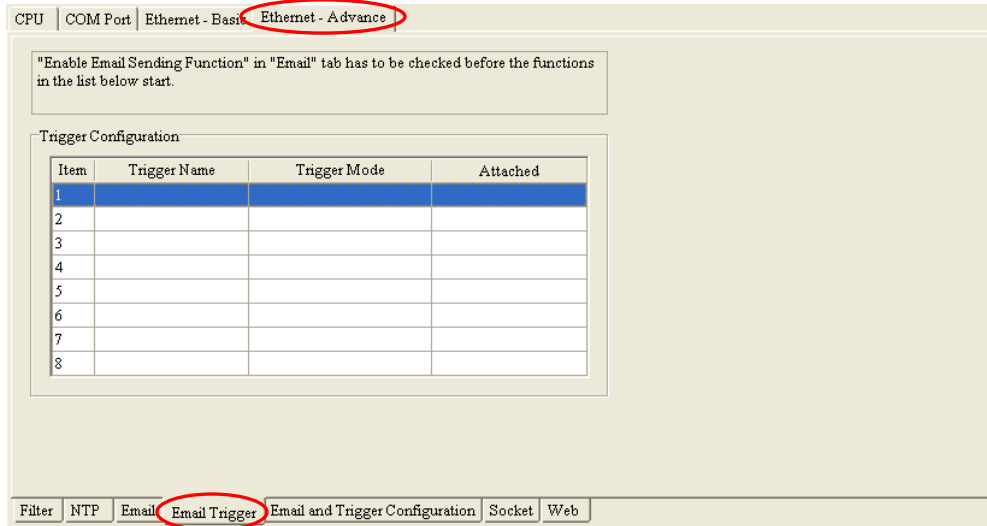 CPU COM Port Ethernet - Basic Ethernet - Advance
"Enable Email Sending Function" in "Email" tab has to be checked before the functions
in the list below start.
Trigger Configuration
Item Trigger Name Trigger Mode Attached
1
2
3
4
5
6
7
8
Filter NTP Email Email Trigger Email and Trigger Configuration Socket Web